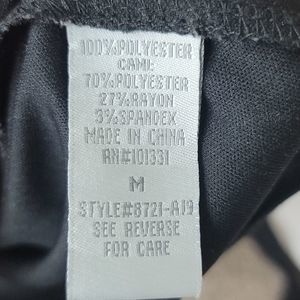 100%POLYESTER
CAMI:
70%POLYESTER
27%RAYON
3%SPANDEX
MADE IN CHINA
RN#101331
M
STYLE#8721-A19
SEE REVERSE
FOR CARE